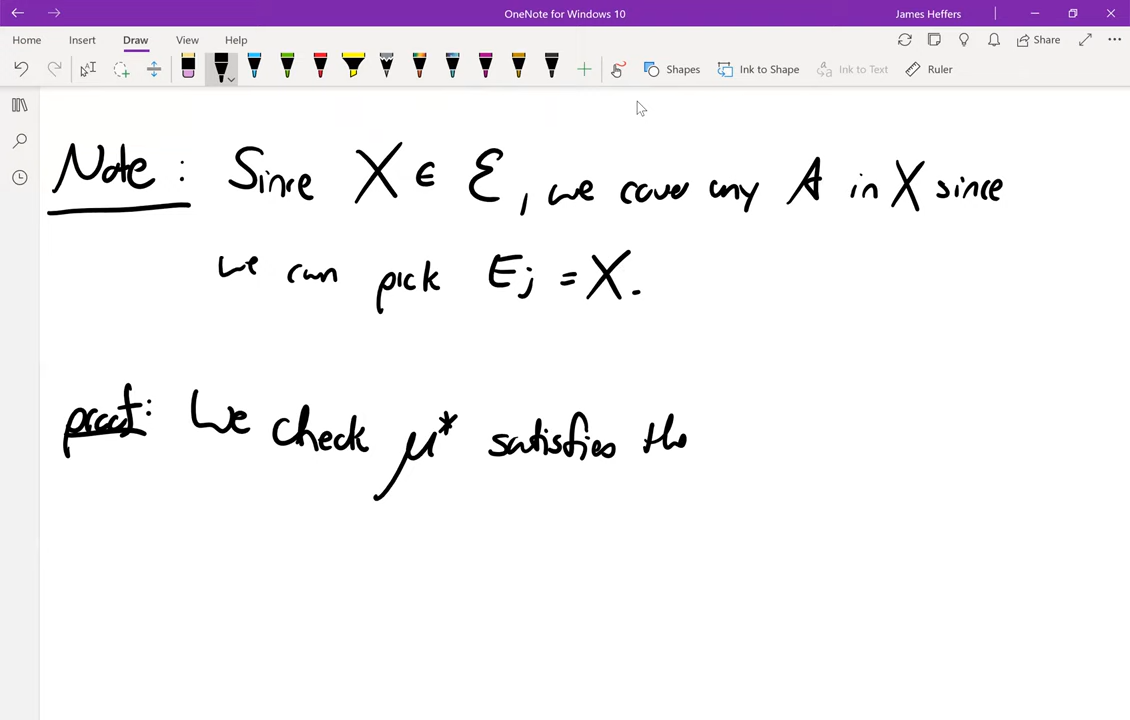 OneNote for Windows 10
James Heffers
Home Insert Draw View Help
Share
Shapes Ink to Shape Ink to Text Ruler
Note: Since X ∈ ℰ, we cover any A in X since
we can pick Ej = X.
proof: We check μ* satisfies the